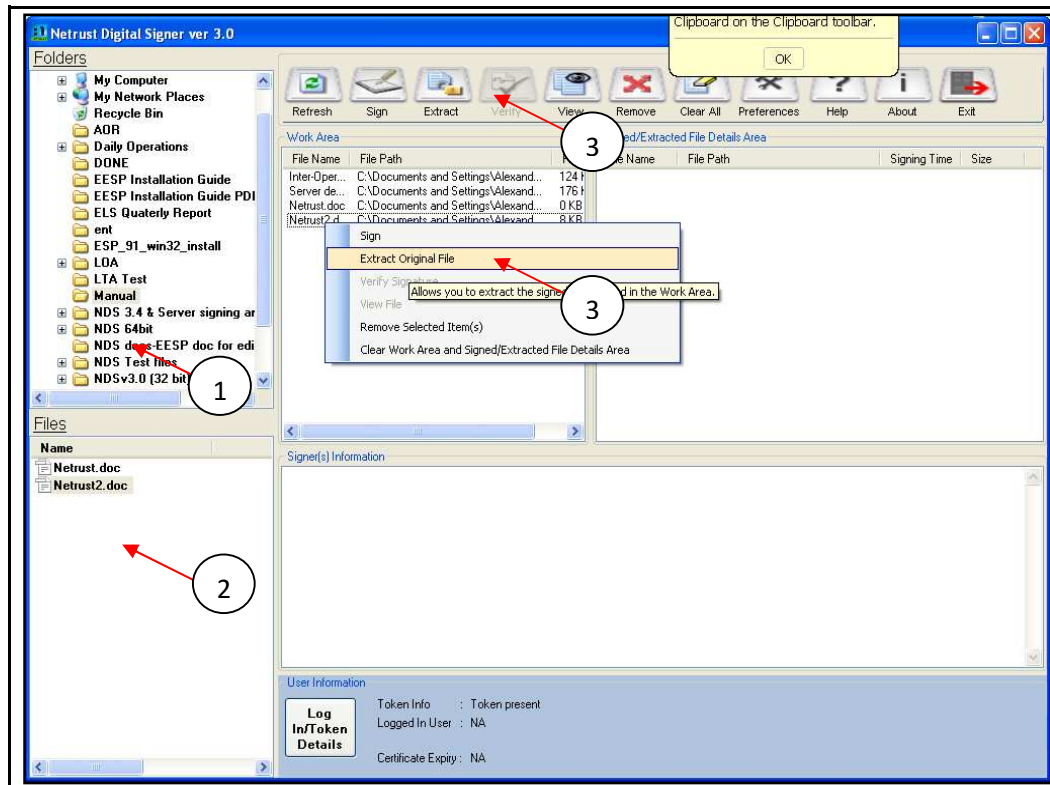 Netrust Digital Signer ver 3.0
Clipboard on the Clipboard toolbar.
OK
Folders
My Computer
My Network Places
Recycle Bin
AOR
Daily Operations
DONE
EESP Installation Guide
EESP Installation Guide PDI
ELS Quaterly Report
ent
ESP_91_win32_install
LOA
LTA Test
Manual
NDS 3.4 & Server signing ar
NDS 64bit
NDS docs-EESP doc for edi
NDS Test files
NDSv3.0 (32 bit)
1
Files
Name
Netrust.doc
Netrust2.doc
2
Refresh Sign Extract Verify View Remove Clear All Preferences Help About Exit
3
Work Area
File Name File Path
Inter-Oper... C:\Documents and Settings\Alexand... 124
Server de... C:\Documents and Settings\Alexand... 176
Netrust.doc C:\Documents and Settings\Alexand... 0 KB
Netrust2.d C:\Documents and Settings\Alexand... 8 KB
/Extracted File Details Area
Name File Path Signing Time Size
Sign
Extract Original File
Verify Signature
Allows you to extract the signe d in the Work Area.
View File
3
Remove Selected Item(s)
Clear Work Area and Signed/Extracted File Details Area
Signer(s) Information
User Information
Log In/Token Details
Token Info : Token present
Logged In User : NA
Certificate Expiry : NA